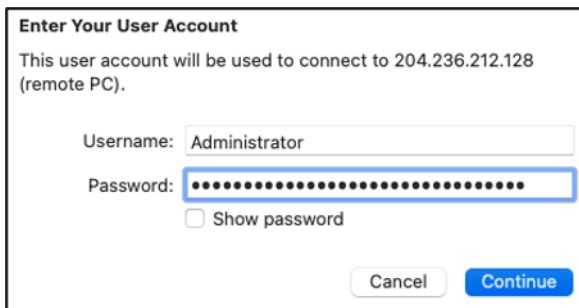 Enter Your User Account
This user account will be used to connect to 204.236.212.128
(remote PC).
Username: Administrator
Password: ••••••••••••••••••••••••••••••••
Show password
Cancel Continue